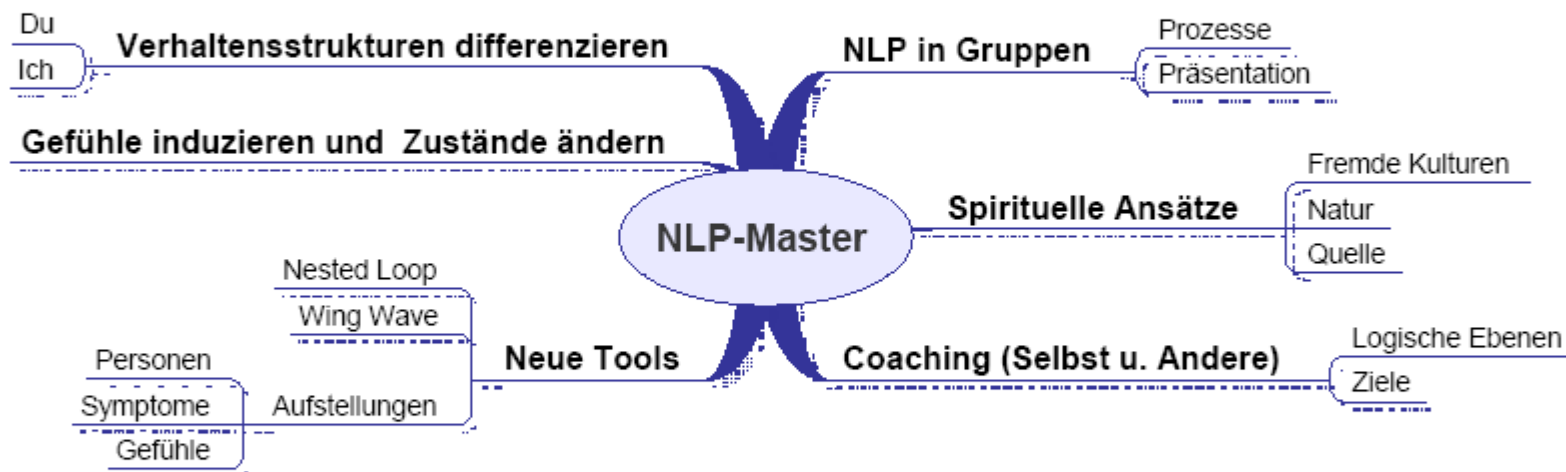 Du
Ich
Verhaltensstrukturen differenzieren
Gefühle induzieren und Zustände ändern
NLP in Gruppen
Prozesse
Präsentation
NLP-Master
Spirituelle Ansätze
Fremde Kulturen
Natur
Quelle
Nested Loop
Wing Wave
Neue Tools
Personen
Symptome
Gefühle
Aufstellungen
Coaching (Selbst u. Andere)
Logische Ebenen
Ziele